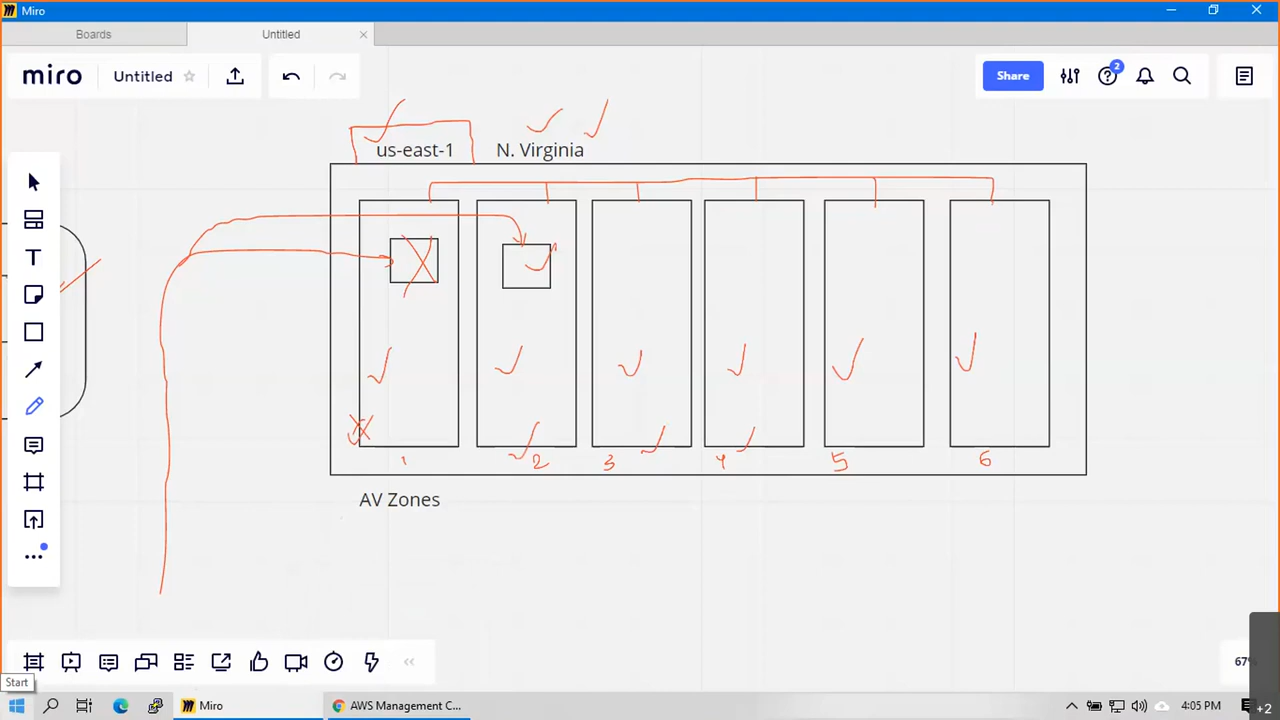 Miro
Boards
Untitled
miro
Untitled
2
Share
us-east-1
N. Virginia
1 2 3 4 5 6
AV Zones
67%
Start
Miro
AWS Management C...
4:05 PM
+2